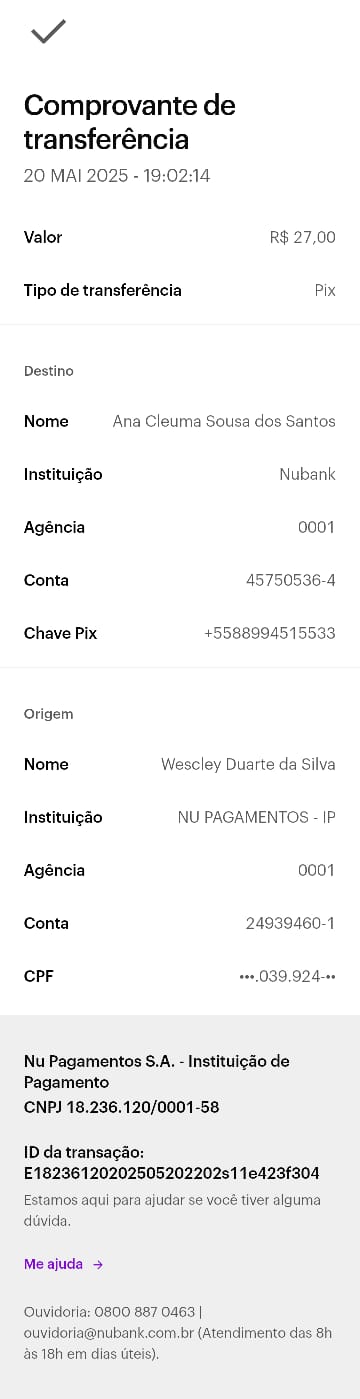 Comprovante de
transferência
20 MAI 2025 - 19:02:14
Valor R$ 27,00
Tipo de transferência Pix
Destino
Nome Ana Cleuma Sousa dos Santos
Instituição Nubank
Agência 0001
Conta 45750536-4
Chave Pix +5588994515533
Origem
Nome Wescley Duarte da Silva
Instituição NU PAGAMENTOS - IP
Agência 0001
Conta 24939460-1
CPF •••.039.924-••
Nu Pagamentos S.A. - Instituição de
Pagamento
CNPJ 18.236.120/0001-58
ID da transação:
E18236120202505202202s11e423f304
Estamos aqui para ajudar se você tiver alguma
dúvida.
Me ajuda →
Ouvidoria: 0800 887 0463 |
ouvidoria@nubank.com.br (Atendimento das 8h
às 18h em dias úteis).